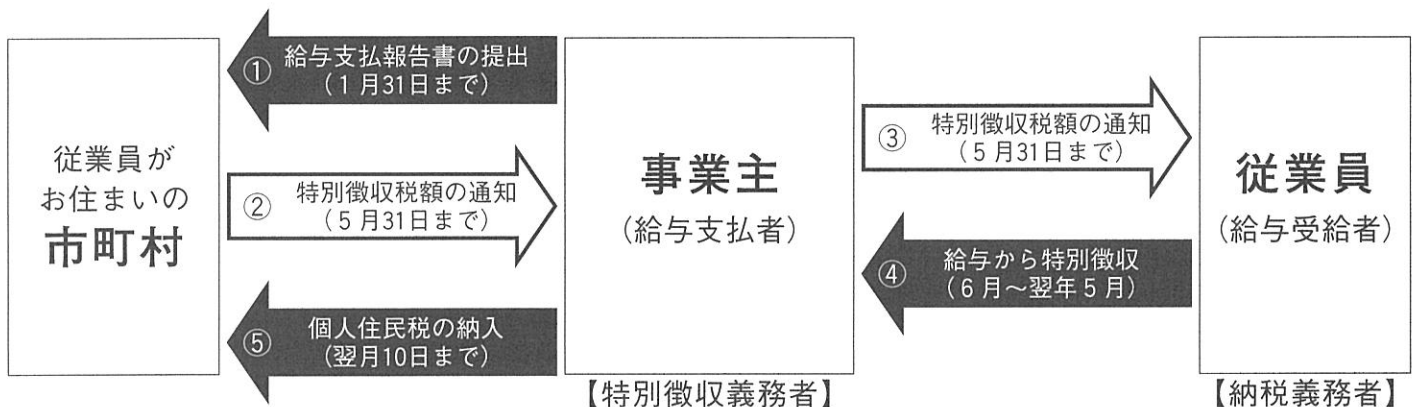 従業員が
お住まいの
市町村
① 給与支払報告書の提出
(1月31日まで)
② 特別徴収税額の通知
(5月31日まで)
⑤ 個人住民税の納入
(翌月10日まで)
事業主
(給与支払者)
【特別徴収義務者】
③ 特別徴収税額の通知
(5月31日まで)
④ 給与から特別徴収
(6月~翌年5月)
従業員
(給与受給者)
【納税義務者】